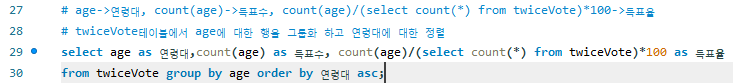 27 # age->연령대, count(age)->득표수, count(age)/(select count(*) from twiceVote)*100->득표율
28 # twiceVote테이블에서 age에 대한 행을 그룹화 하고 연령대에 대한 정렬
29 select age as 연령대,count(age) as 득표수, count(age)/(select count(*) from twiceVote)*100 as 득표율
30 from twiceVote group by age order by 연령대 asc;